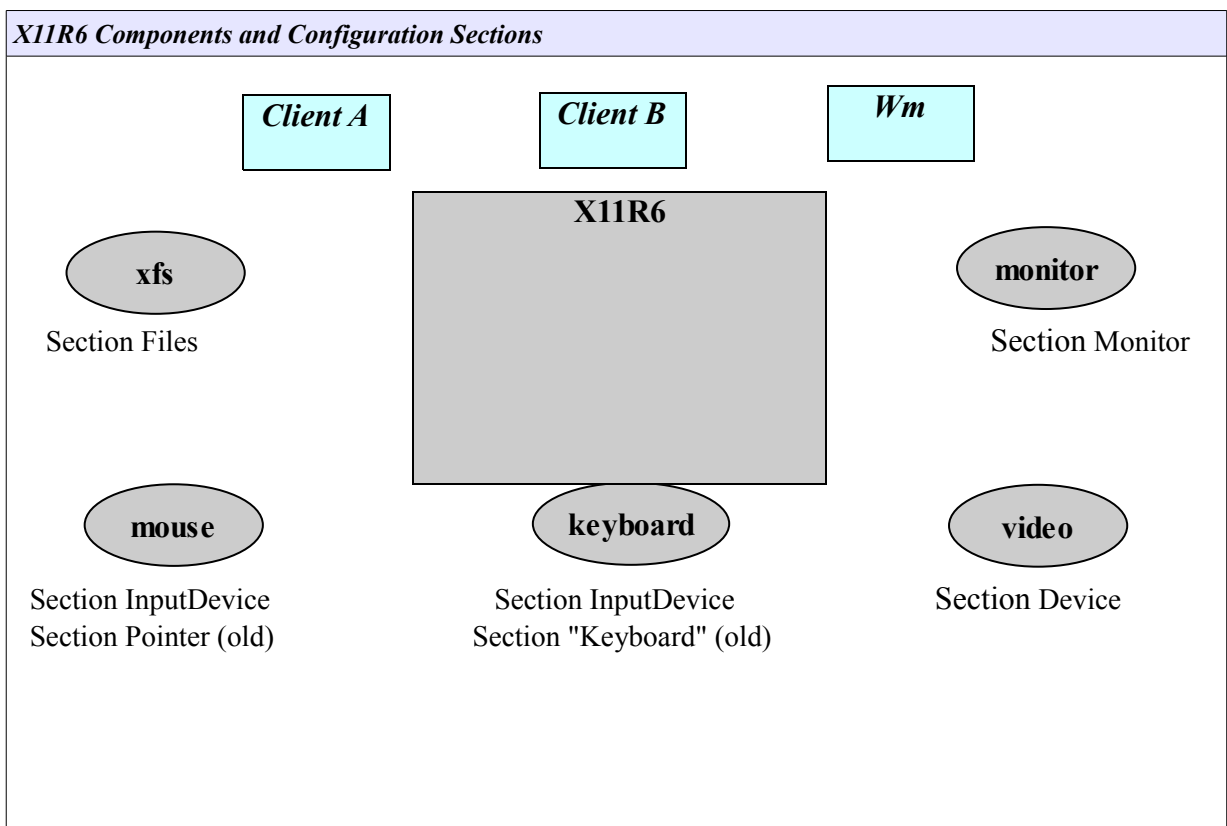 X11R6 Components and Configuration Sections
Client A
Client B
Wm
X11R6
xfs
monitor
Section Files
Section Monitor
mouse
keyboard
video
Section InputDevice
Section Pointer (old)
Section InputDevice
Section "Keyboard" (old)
Section Device